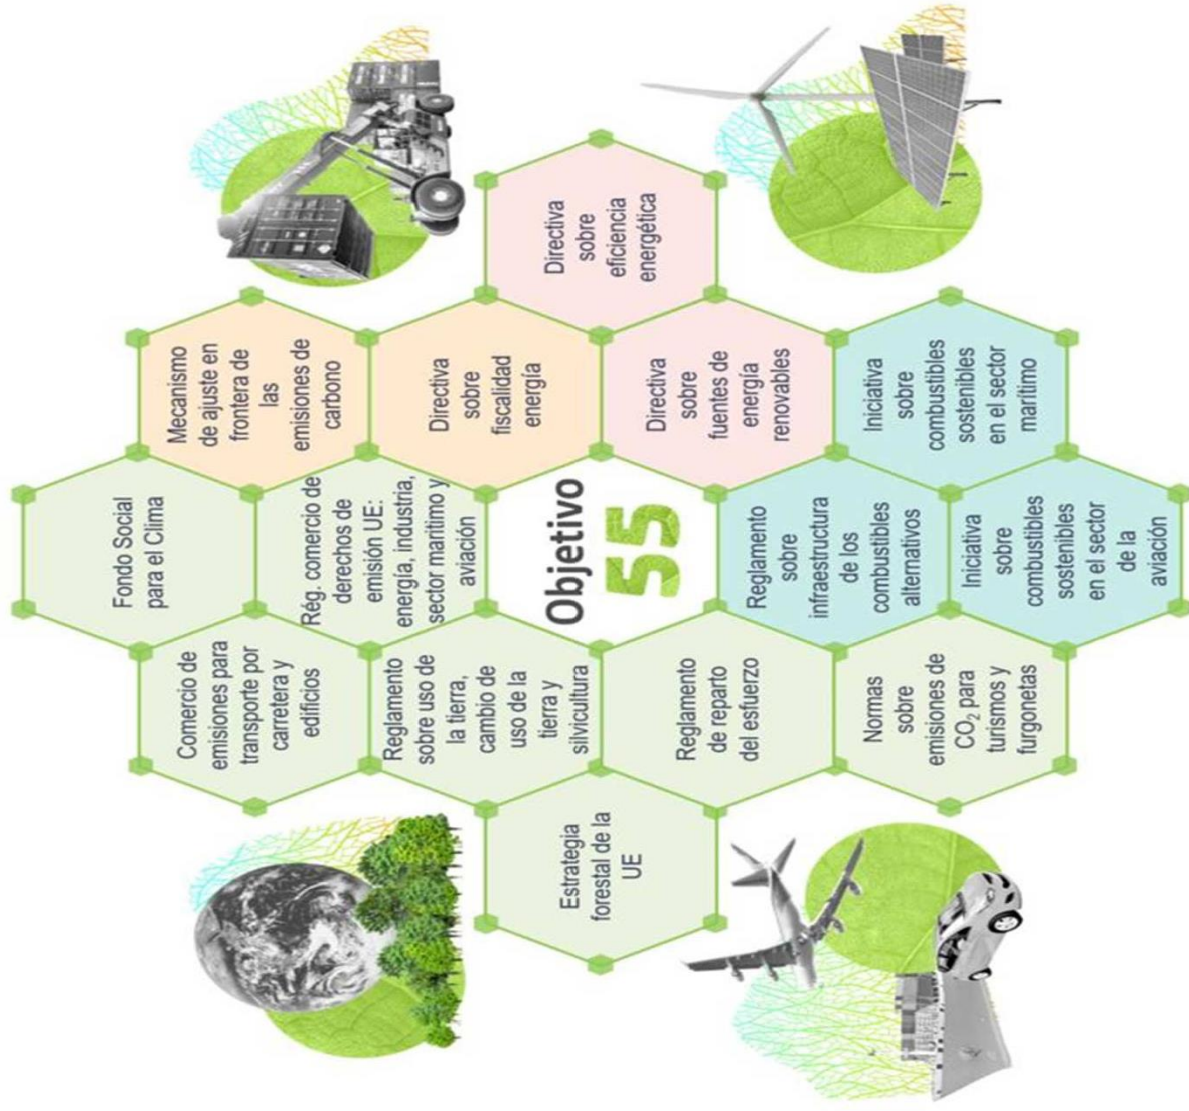 Fondo Social
para el Clima
Comercio de
emisiones para
transporte por
carretera y
edificios
Mecanismo
de ajuste en
frontera de
las
emisiones de
carbono
Rég. comercio de
derechos de
emisión UE:
energía, industria,
sector marítimo y
aviación
Reglamento
sobre uso de
la tierra,
cambio de
uso de la
tierra y
silvicultura
Directiva
sobre
fiscalidad
energía
Estrategia
forestal de la
UE
Objetivo
55
Directiva
sobre
eficiencia
energética
Reglamento
de reparto
del esfuerzo
Directiva
sobre
fuentes de
energía
renovables
Reglamento
sobre
infraestructura
de los
combustibles
alternativos
Normas
sobre
emisiones de
CO₂ para
turismos y
furgonetas
Iniciativa
sobre
combustibles
sostenibles
en el sector
marítimo
Iniciativa
sobre
combustibles
sostenibles
en el sector
de la
aviación